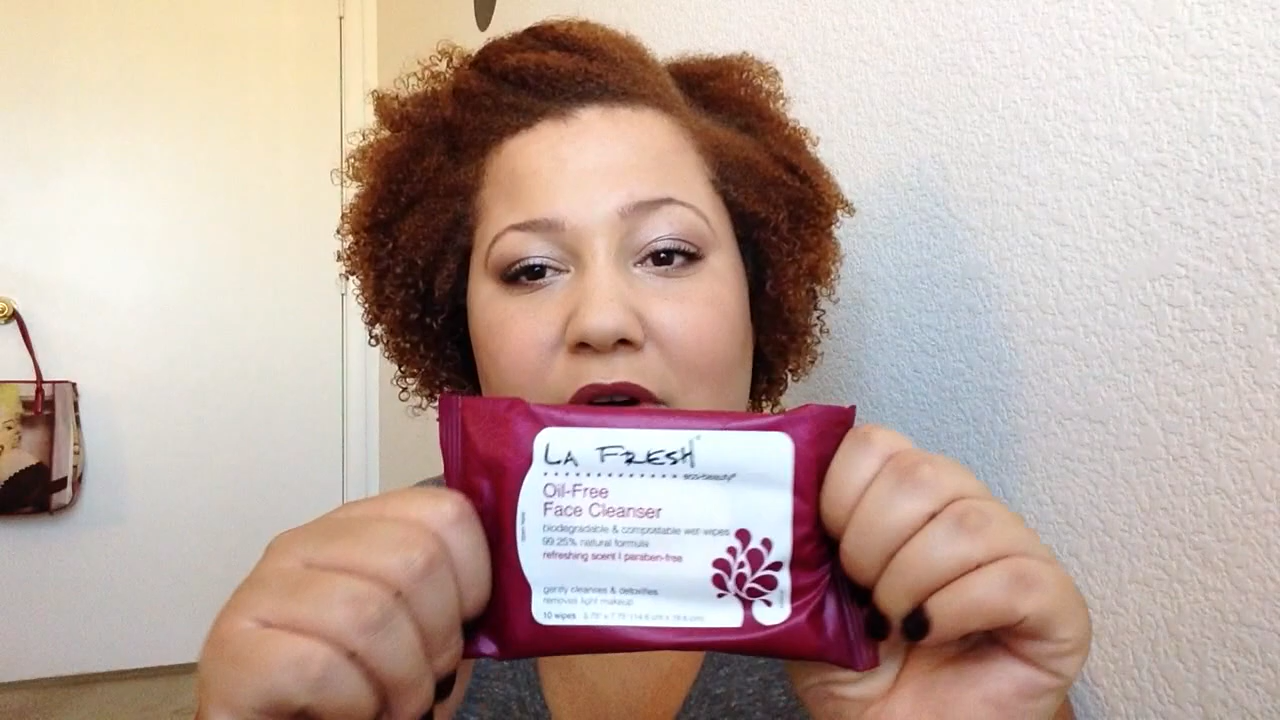 LA FRESH®
eco-beauty®
Oil-Free
Face Cleanser
biodegradable & compostable wet-wipes
99.25% natural formula
refreshing scent | paraben-free
gently cleanses & detoxifies
removes light makeup
10 wipes